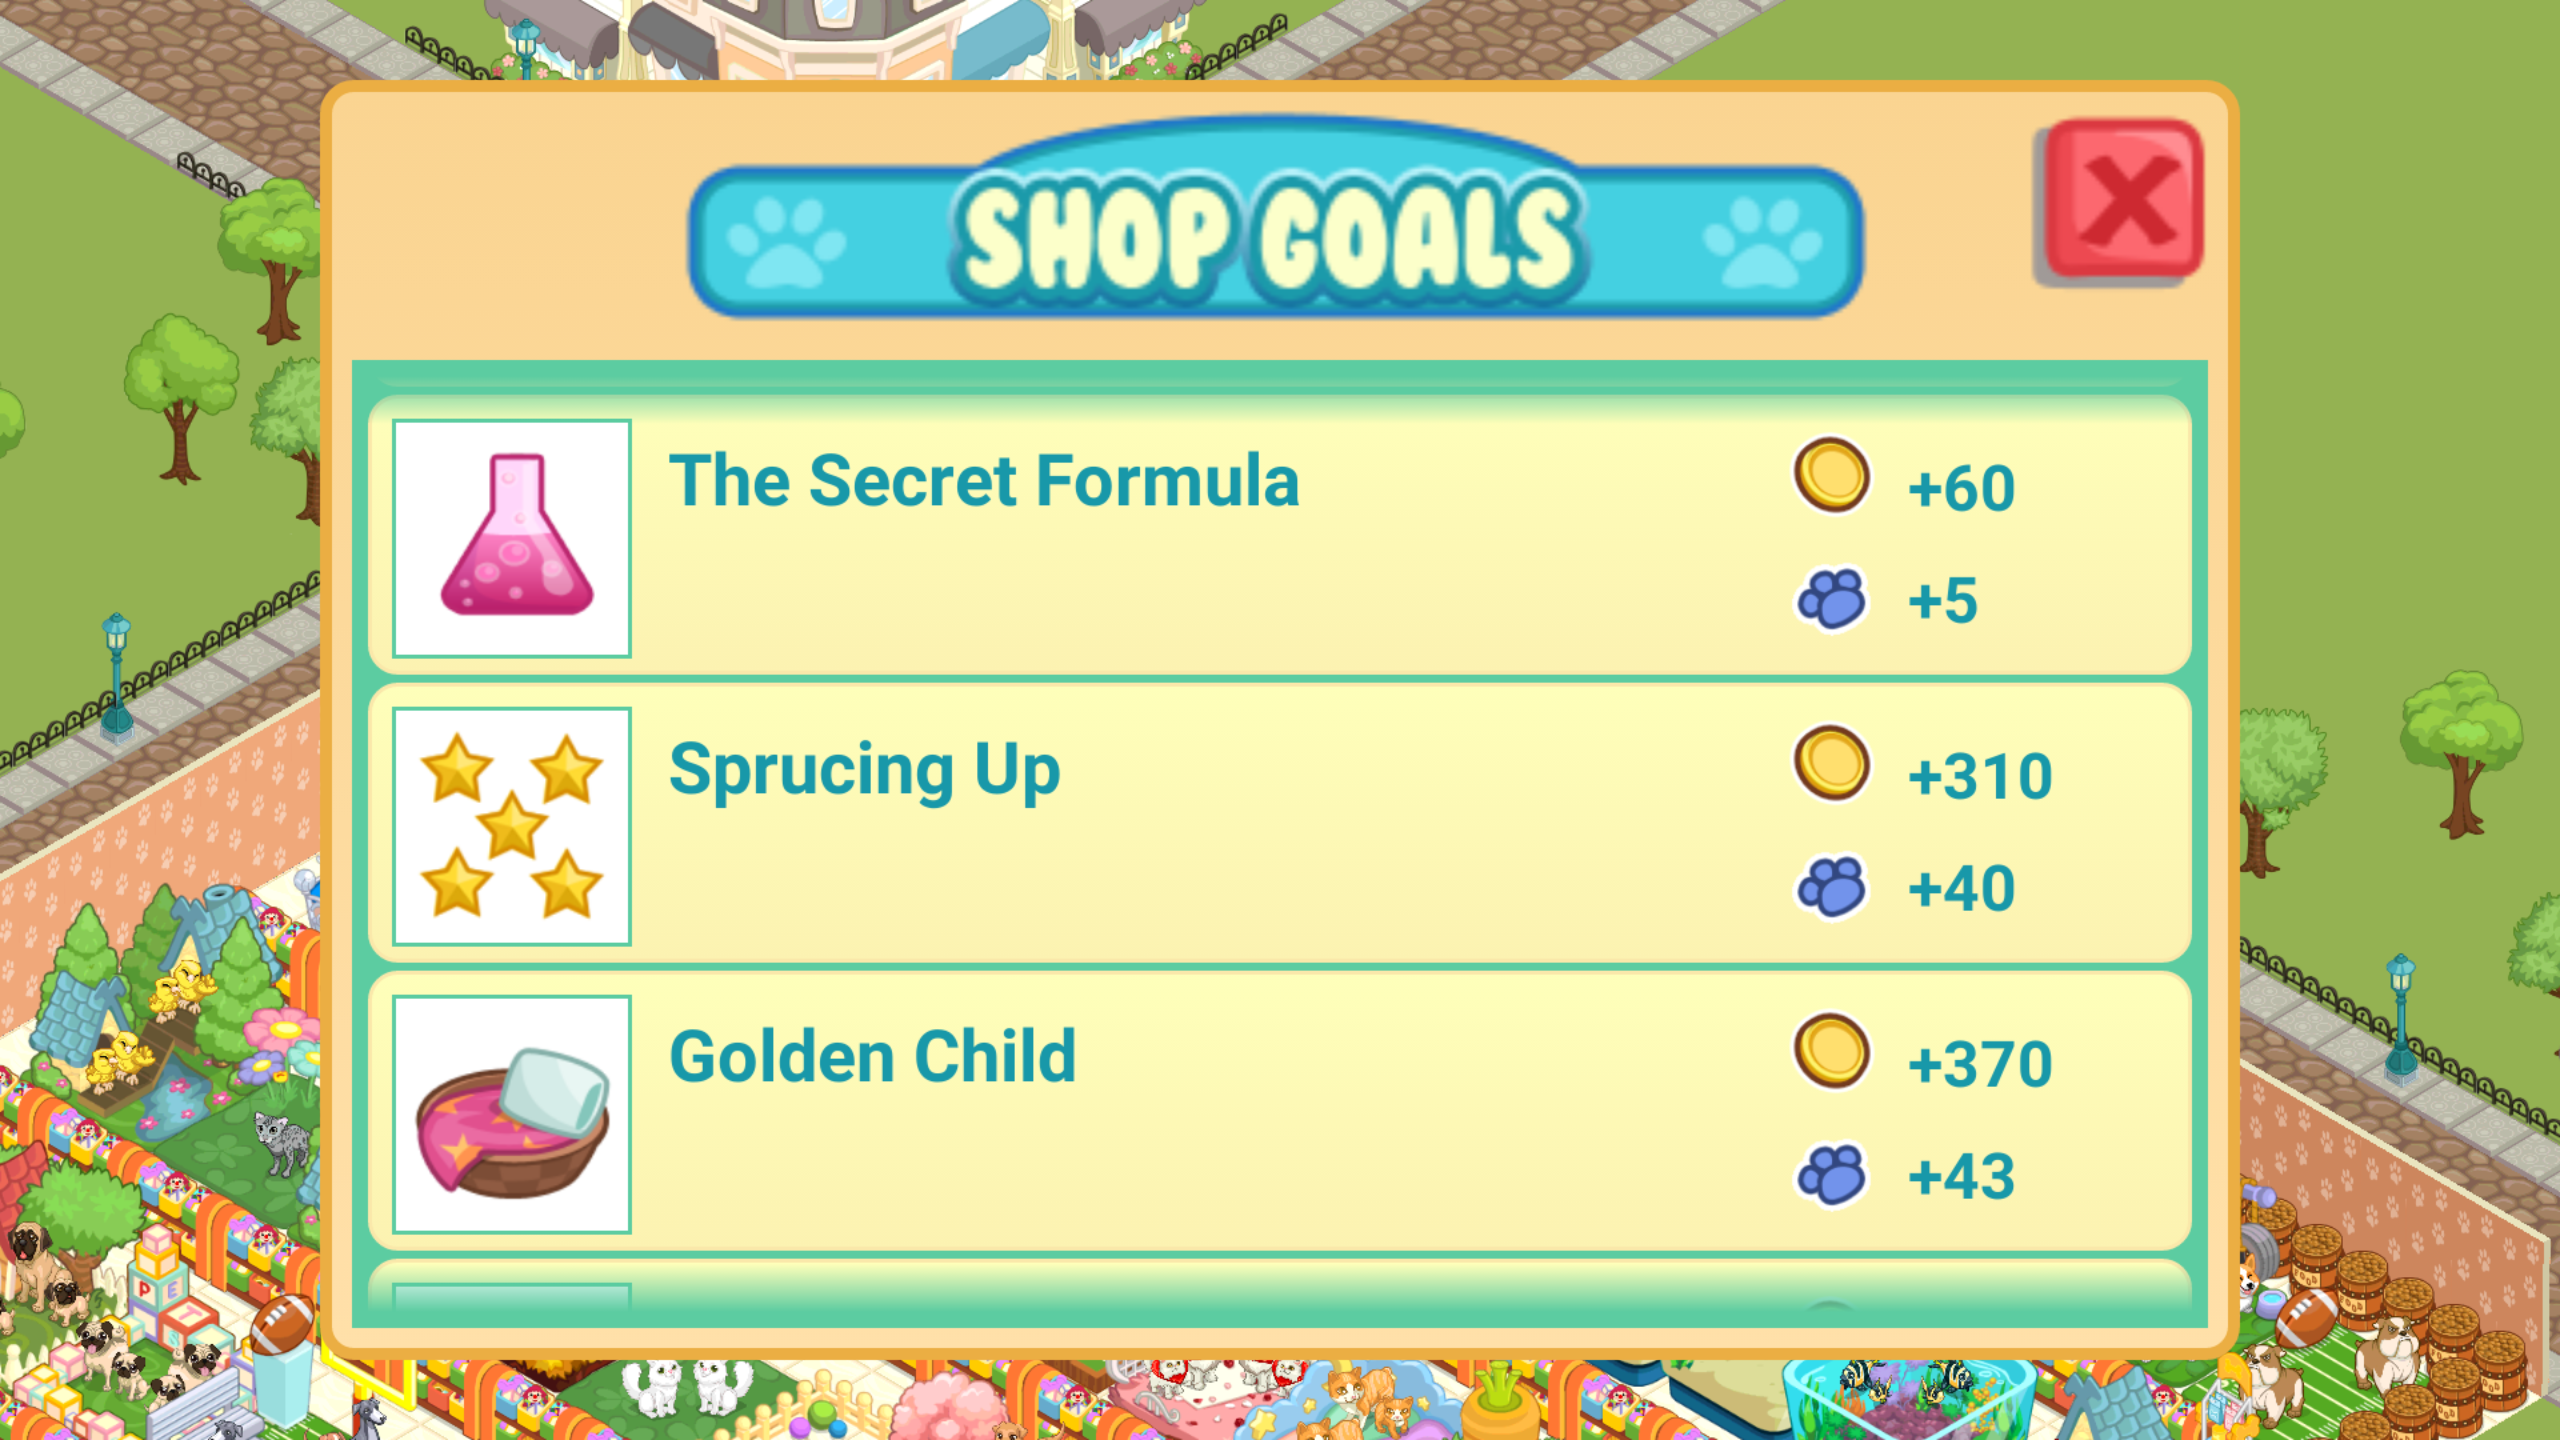 SHOP GOALS
The Secret Formula
+60
+5
Sprucing Up
+310
+40
Golden Child
+370
+43